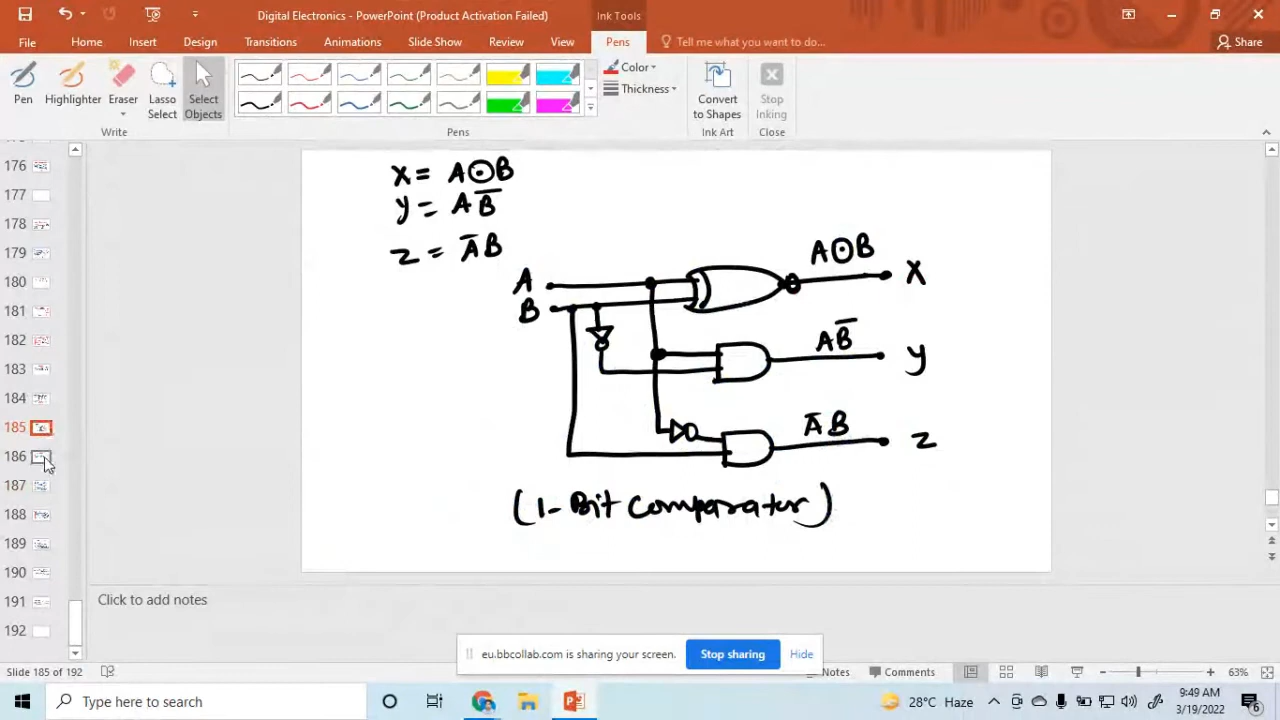 Digital Electronics - PowerPoint (Product Activation Failed)
Ink Tools
File Home Insert Design Transitions Animations Slide Show Review View Pens Tell me what you want to do... Share
Pen Highlighter Eraser Lasso Select Select Objects
Color
Thickness
Convert to Shapes
Stop Inking
Write Pens Ink Art Close
176
177
178
179
180
181
182
183
184
185
186
187
188
189
190
191
192
X = A⊙B
Y = AB̅
Z = A̅B
A
B
A⊙B
X
AB̅
Y
A̅B
Z
(1-Bit Comparator)
Click to add notes
eu.bbcollab.com is sharing your screen. Stop sharing Hide
Slide 185 of 192 Notes Comments 63%
Type here to search
28°C Haze
9:49 AM
3/19/2022
6